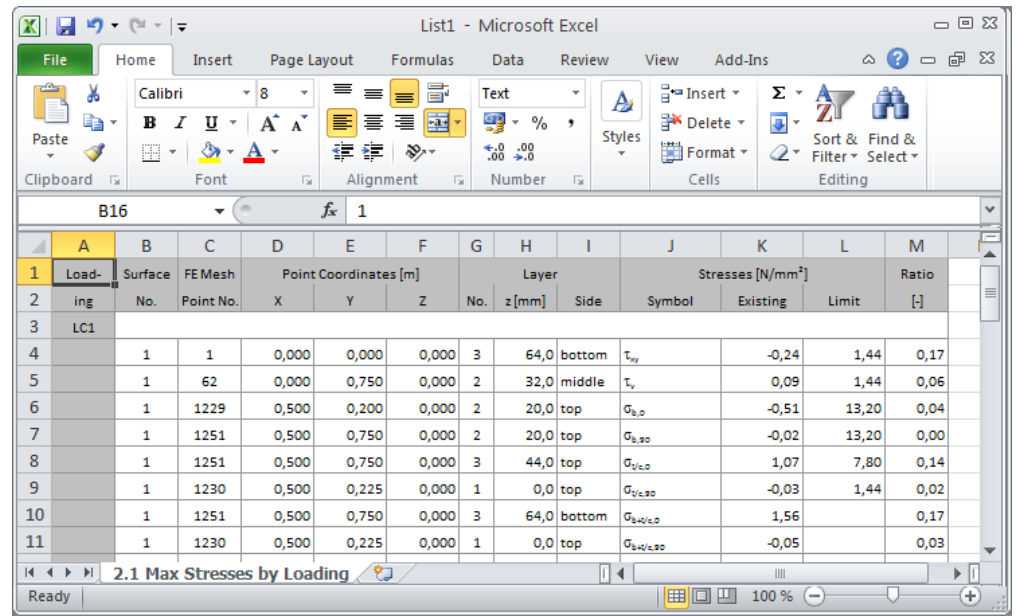 List1 - Microsoft Excel
File Home Insert Page Layout Formulas Data Review View Add-Ins
Paste
Clipboard
Calibri 8
B I U A A
A
Font
Alignment
Text
%
Number
Styles
Insert
Delete
Format
Cells
Σ
Sort & Filter
Find & Select
Editing
B16 fx 1
A B C D E F G H I J K L M
1 Load- Surface FE Mesh Point Coordinates [m] Layer Stresses [N/mm²] Ratio
2 ing No. Point No. X Y Z No. z [mm] Side Symbol Existing Limit [-]
3 LC1
4 1 1 0,000 0,000 0,000 3 64,0 bottom τxy -0,24 1,44 0,17
5 1 62 0,000 0,750 0,000 2 32,0 middle τv 0,09 1,44 0,06
6 1 1229 0,500 0,200 0,000 2 20,0 top σb,0 -0,51 13,20 0,04
7 1 1251 0,500 0,750 0,000 2 20,0 top σb,90 -0,02 13,20 0,00
8 1 1251 0,500 0,750 0,000 3 44,0 top σt/c,0 1,07 7,80 0,14
9 1 1230 0,500 0,225 0,000 1 0,0 top σt/c,90 -0,03 1,44 0,02
10 1 1251 0,500 0,750 0,000 3 64,0 bottom σb+t/c,0 1,56 0,17
11 1 1230 0,500 0,225 0,000 1 0,0 top σb+t/c,90 -0,05 0,03
2.1 Max Stresses by Loading
Ready 100 %